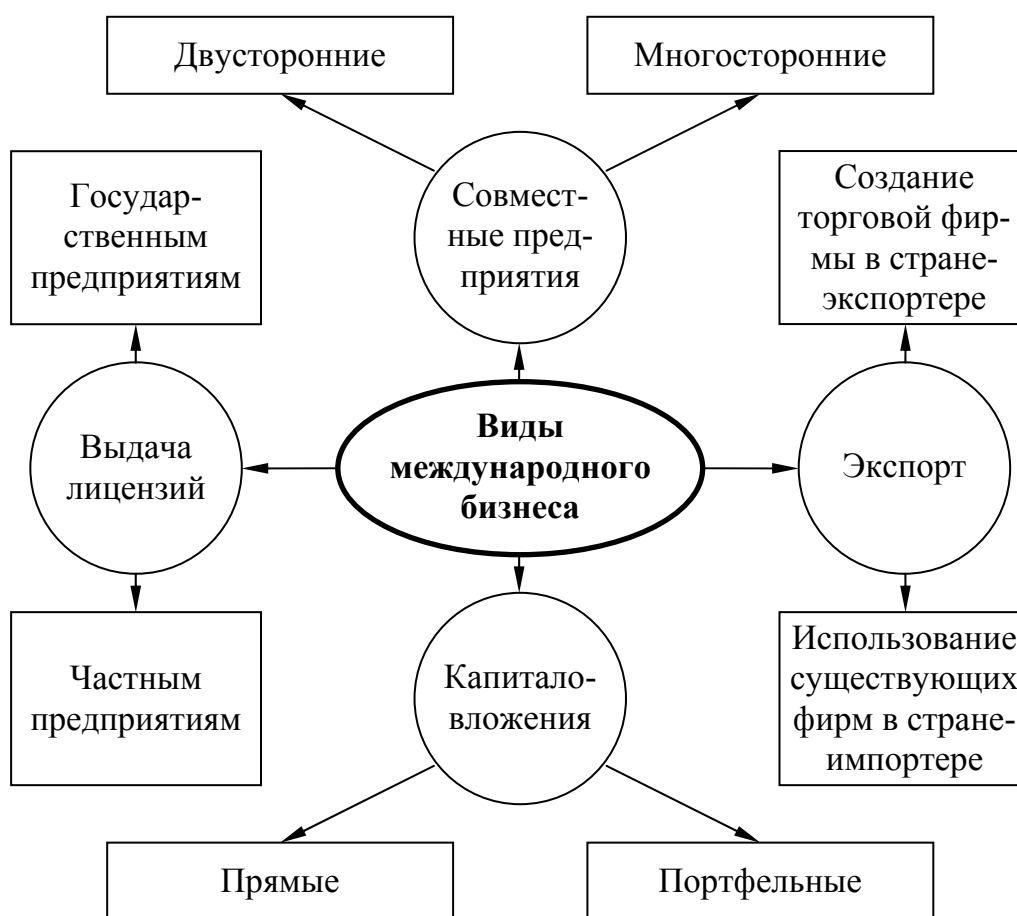 Двусторонние
Многосторонние
Государ-
ственным
предприятиям
Совмест-
ные пред-
приятия
Создание
торговой фир-
мы в стране-
экспортере
Выдача
лицензий
Виды
международного
бизнеса
Экспорт
Частным
предприятиям
Капитало-
вложения
Использование
существующих
фирм в стране-
импортере
Прямые
Портфельные